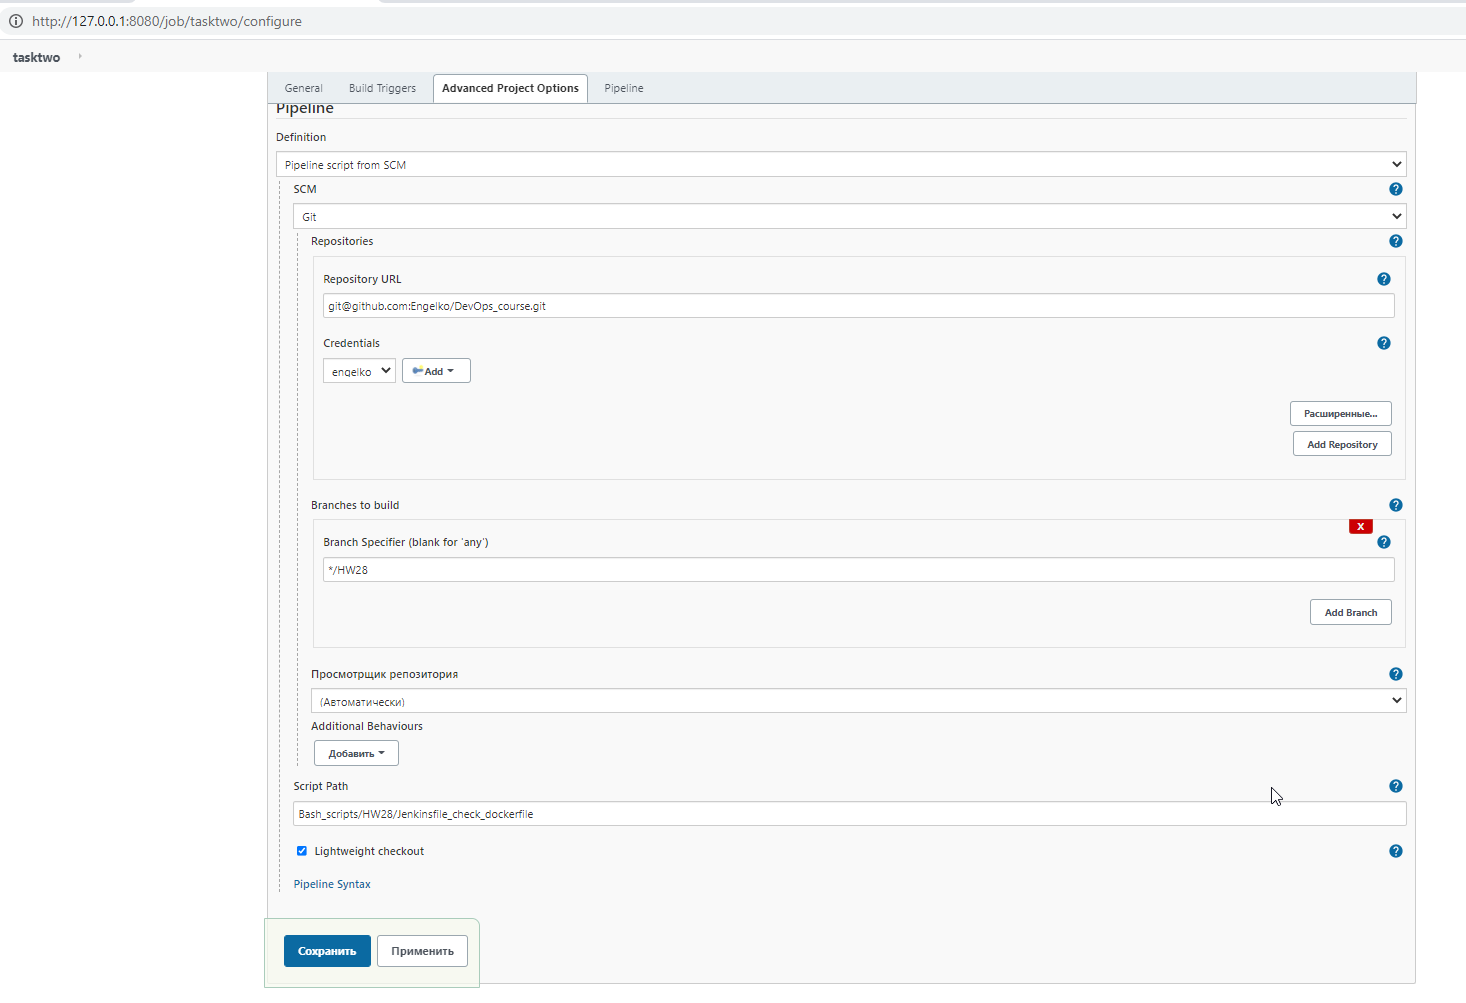 http://127.0.0.1:8080/job/tasktwo/configure
tasktwo
General Build Triggers Advanced Project Options Pipeline
Pipeline
Definition
Pipeline script from SCM
SCM
?
Git
Repositories
?
Repository URL
?
git@github.com:Engelko/DevOps_course.git
Credentials
?
engelko
Add
Расширенные...
Add Repository
Branches to build
?
X
Branch Specifier (blank for 'any')
?
*/HW28
Add Branch
Просмотрщик репозитория
?
(Автоматически)
Additional Behaviours
Добавить
Script Path
?
Bash_scripts/HW28/Jenkinsfile_check_dockerfile
Lightweight checkout
?
Pipeline Syntax
Сохранить Применить